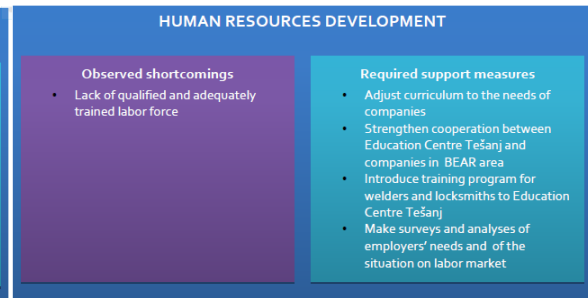 HUMAN RESOURCES DEVELOPMENT
Observed shortcomings
• Lack of qualified and adequately
trained labor force
Required support measures
• Adjust curriculum to the needs of
companies
• Strengthen cooperation between
Education Centre Tešanj and
companies in BEAR area
• Introduce training program for
welders and locksmiths to Education
Centre Tešanj
• Make surveys and analyses of
employers’ needs and of the
situation on labor market